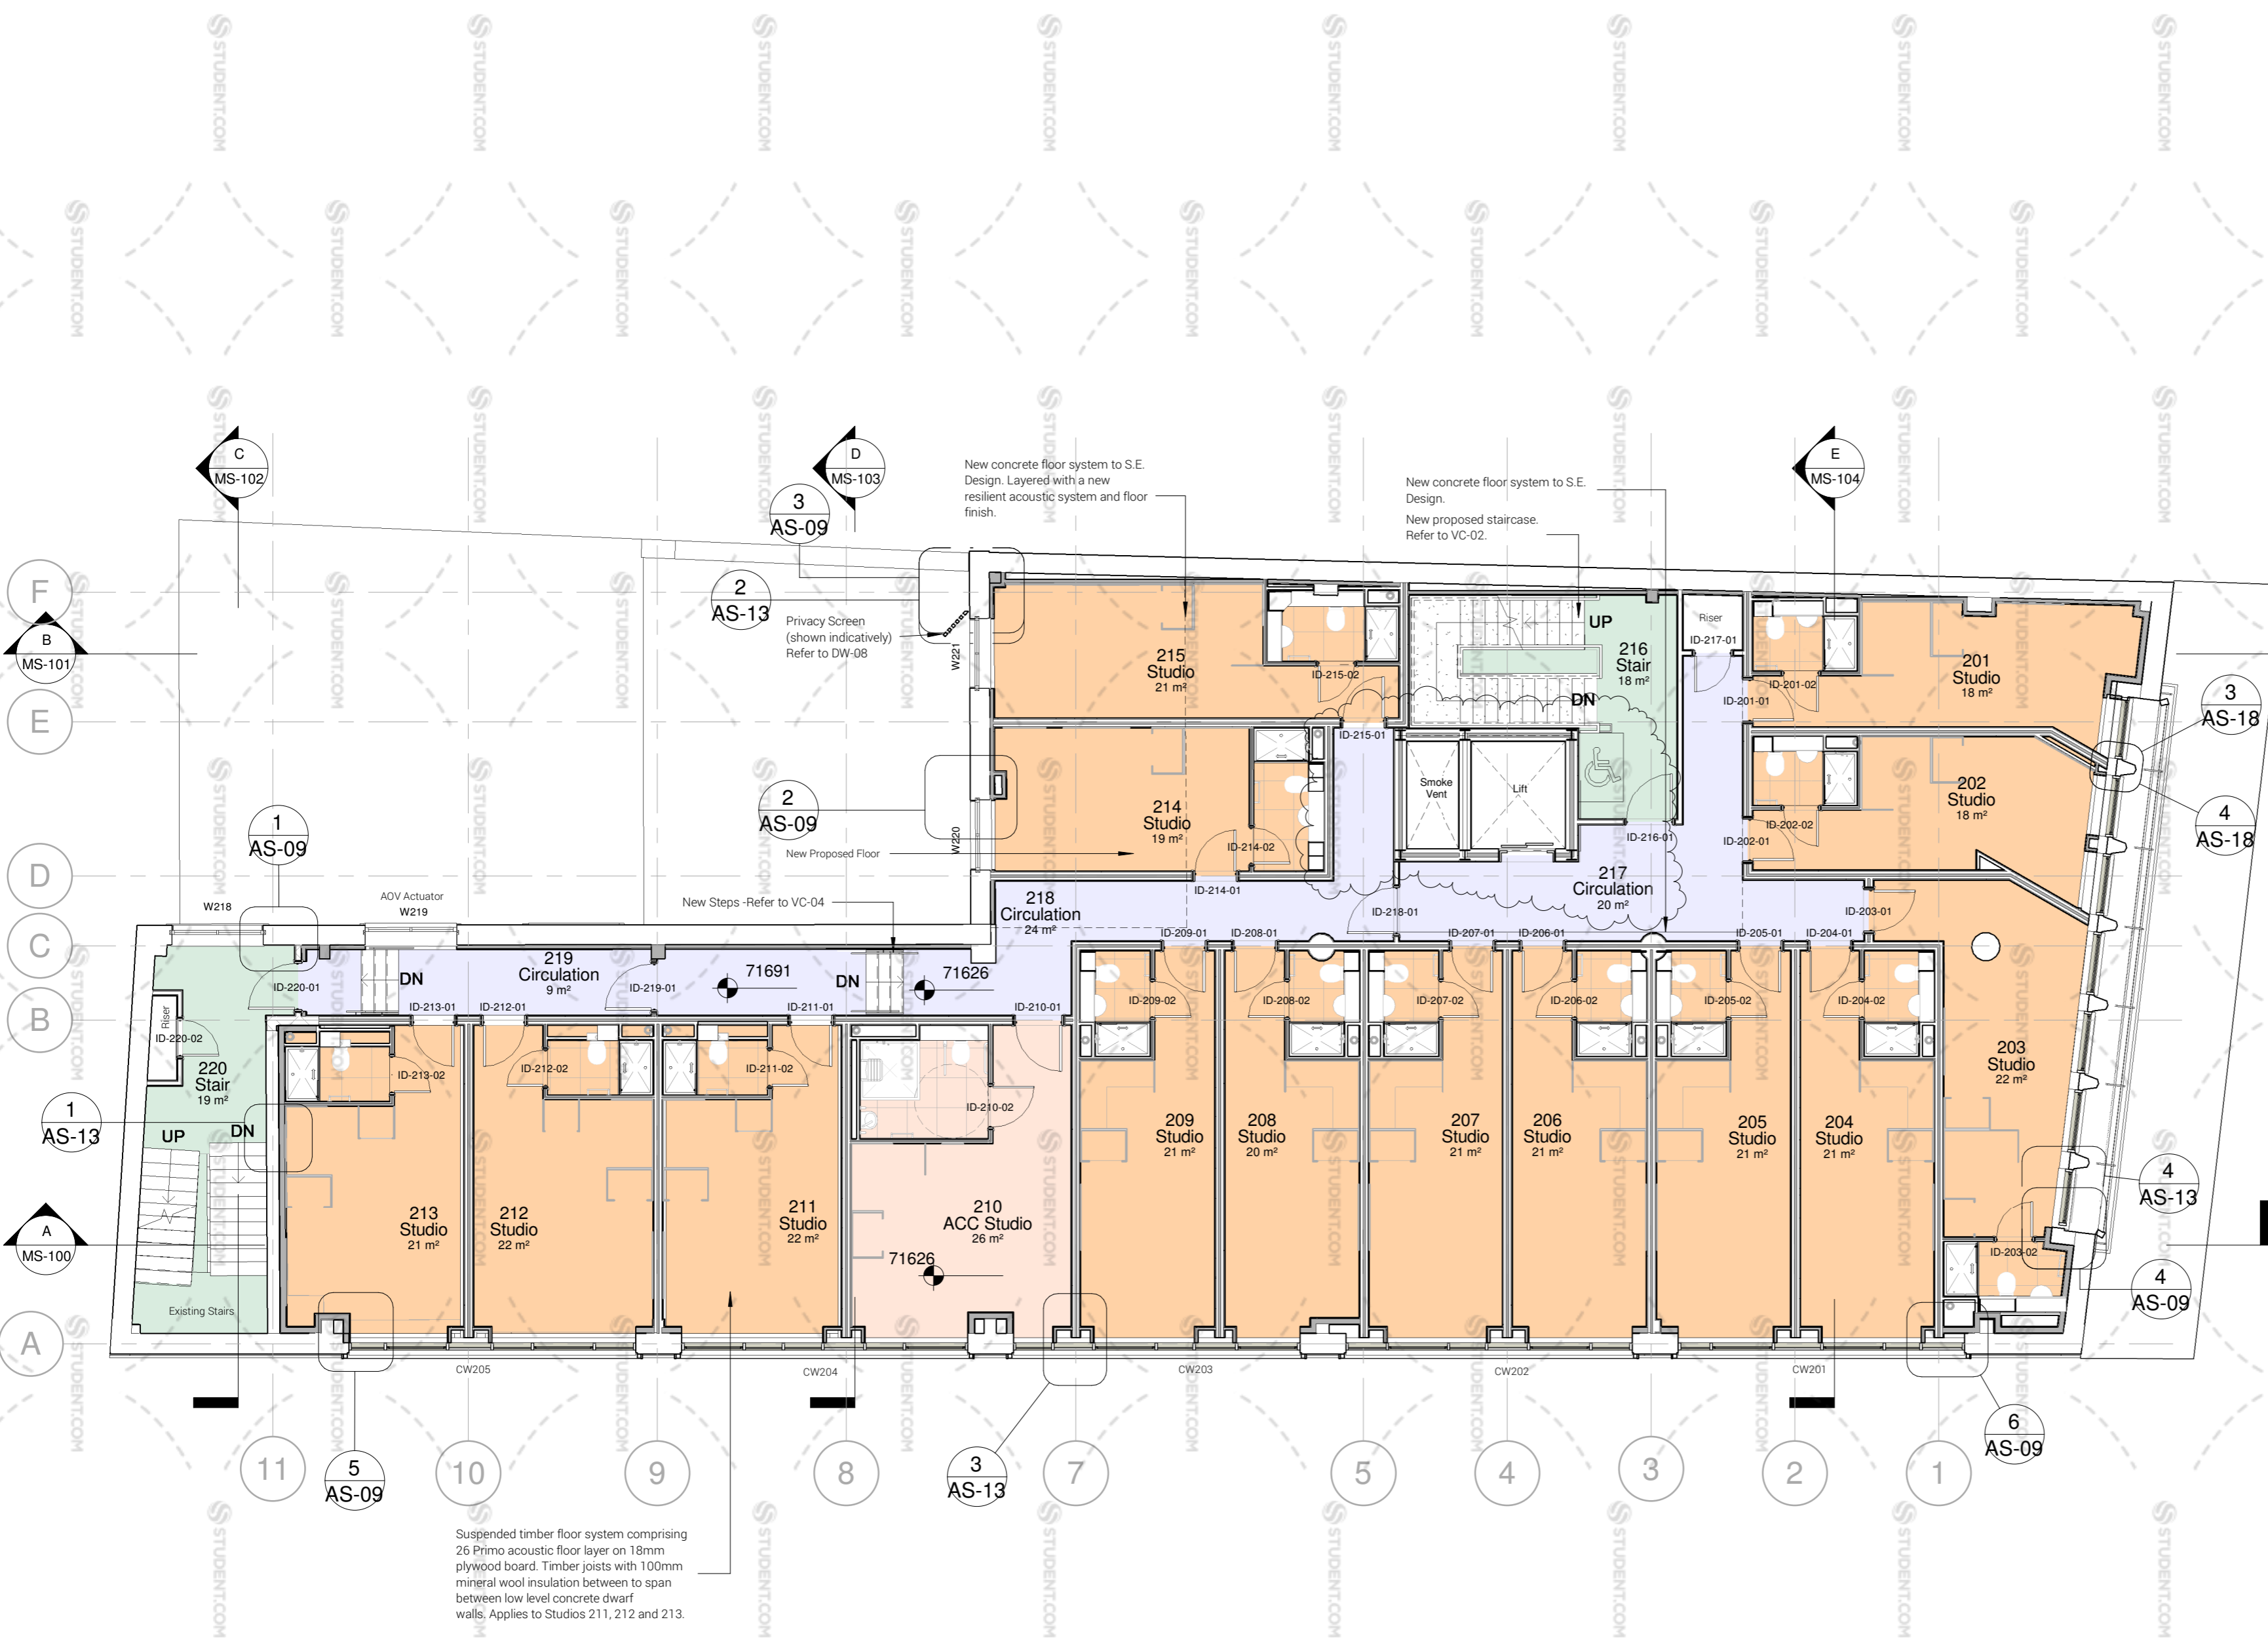 STUDENT.COM
C
MS-102
D
MS-103
3
AS-09
New concrete floor system to S.E.
Design. Layered with a new
resilient acoustic system and floor
finish.
New concrete floor system to S.E.
Design.
New proposed staircase.
Refer to VC-02.
E
MS-104
F
B
MS-101
E
D
C
B
A
MS-100
A
2
AS-13
Privacy Screen
(shown indicatively)
Refer to DW-08
W221
215
Studio
21 m²
ID-215-02
ID-215-01
UP
216
Stair
18 m²
DN
Riser
ID-217-01
ID-201-02
ID-201-01
201
Studio
18 m²
3
AS-18
2
AS-09
W220
New Proposed Floor
214
Studio
19 m²
ID-214-02
ID-214-01
Smoke
Vent
Lift
ID-216-01
ID-202-02
ID-202-01
202
Studio
18 m²
4
AS-18
1
AS-09
W218
AOV Actuator
W219
New Steps -Refer to VC-04
218
Circulation
24 m²
ID-218-01
217
Circulation
20 m²
ID-203-01
ID-209-01
ID-208-01
ID-207-01
ID-206-01
ID-205-01
ID-204-01
ID-220-01
DN
219
Circulation
9 m²
ID-219-01
71691
DN
71626
ID-213-01
ID-212-01
ID-211-01
ID-210-01
ID-209-02
ID-208-02
ID-207-02
ID-206-02
ID-205-02
ID-204-02
Riser
ID-220-02
220
Stair
19 m²
UP
DN
1
AS-13
ID-213-02
ID-212-02
ID-211-02
ID-210-02
203
Studio
22 m²
209
Studio
21 m²
208
Studio
20 m²
207
Studio
21 m²
206
Studio
21 m²
205
Studio
21 m²
204
Studio
21 m²
213
Studio
21 m²
212
Studio
22 m²
211
Studio
22 m²
210
ACC Studio
26 m²
71626
4
AS-13
ID-203-02
4
AS-09
Existing Stairs
CW205
CW204
CW203
CW202
CW201
11
5
AS-09
10
9
8
3
AS-13
7
5
4
3
2
1
6
AS-09
Suspended timber floor system comprising
26 Primo acoustic floor layer on 18mm
plywood board. Timber joists with 100mm
mineral wool insulation between to span
between low level concrete dwarf
walls. Applies to Studios 211, 212 and 213.